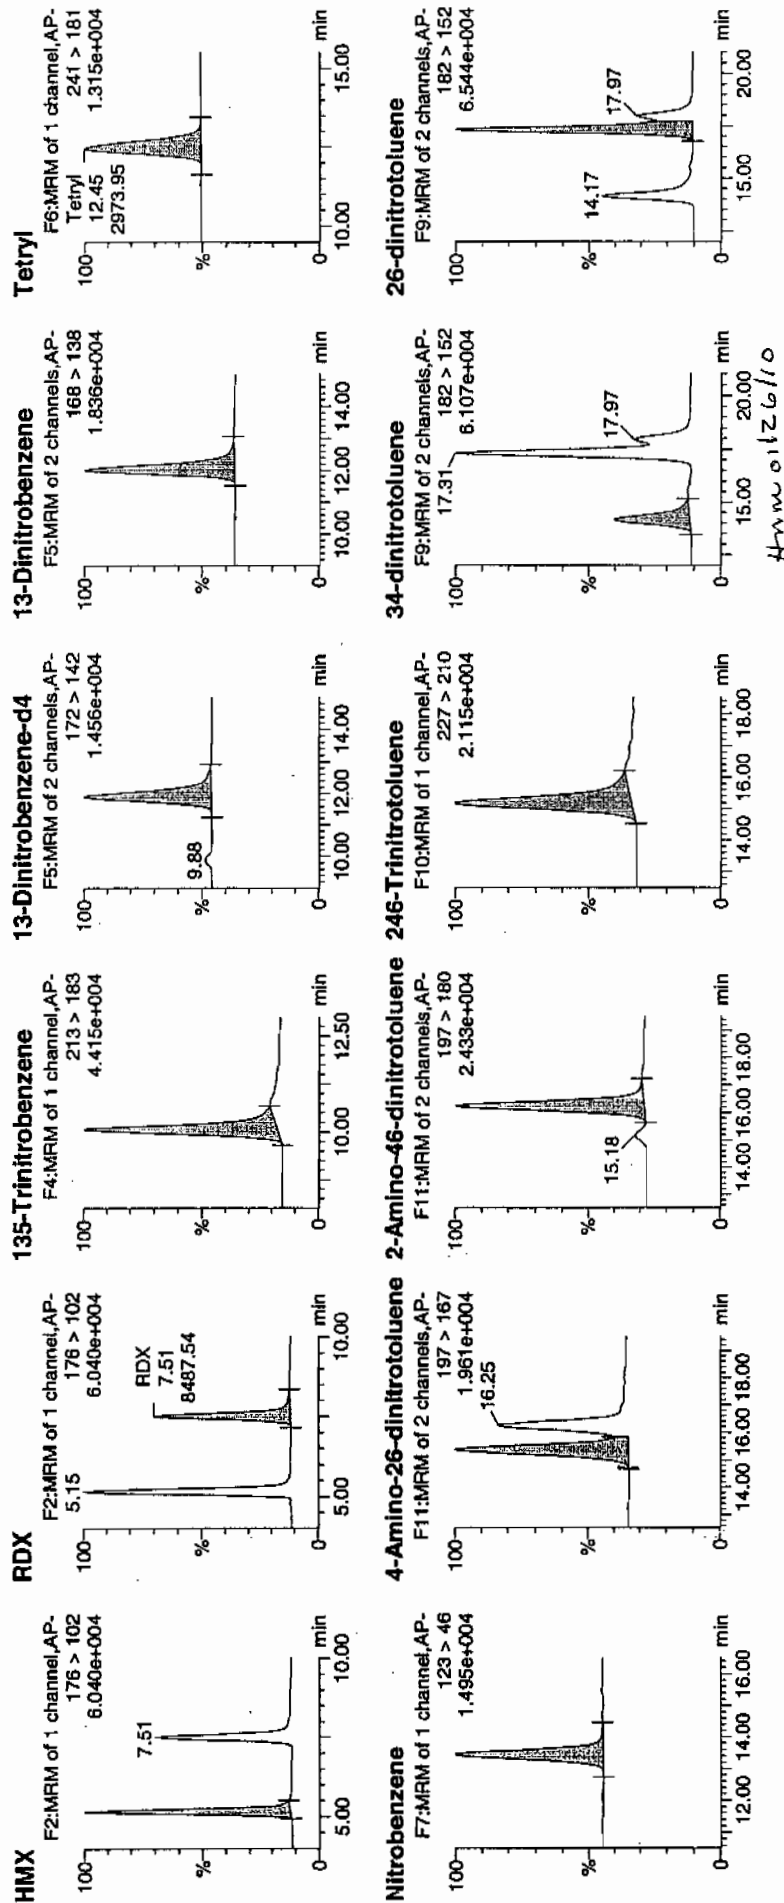 HMX
F2:MRM of 1 channel,AP-
176 > 102
6.040e+004
100
%
0
7.51
5.00
10.00
min
RDX
F2:MRM of 1 channel,AP-
176 > 102
6.040e+004
100
%
0
5.15
RDX
7.51
8487.54
5.00
10.00
min
135-Trinitrobenzene
F4:MRM of 1 channel,AP-
213 > 183
4.415e+004
100
%
0
10.00
12.50
min
13-Dinitrobenzene-d4
F5:MRM of 2 channels,AP-
172 > 142
1.456e+004
100
%
0
9.88
10.00
12.00
14.00
min
13-Dinitrobenzene
F5:MRM of 2 channels,AP-
168 > 138
1.836e+004
100
%
0
10.00
12.00
14.00
min
Tetryl
F6:MRM of 1 channel,AP-
241 > 181
1.315e+004
Tetryl
12.45
2973.95
100
%
0
10.00
15.00
min
Nitrobenzene
F7:MRM of 1 channel,AP-
123 > 46
1.495e+004
100
%
0
12.00
14.00
16.00
min
4-Amino-26-dinitrotoluene
F11:MRM of 2 channels,AP-
197 > 167
1.961e+004
16.25
100
%
0
14.00
16.00
18.00
min
2-Amino-46-dinitrotoluene
F11:MRM of 2 channels,AP-
197 > 180
2.433e+004
100
%
0
15.18
14.00
16.00
18.00
min
246-Trinitrotoluene
F10:MRM of 1 channel,AP-
227 > 210
2.115e+004
100
%
0
14.00
16.00
18.00
min
34-dinitrotoluene
F9:MRM of 2 channels,AP-
182 > 152
6.107e+004
17.31
100
%
0
17.97
15.00
20.00
min
26-dinitrotoluene
F9:MRM of 2 channels,AP-
182 > 152
6.544e+004
100
%
0
14.17
17.97
15.00
20.00
min
01/26/10